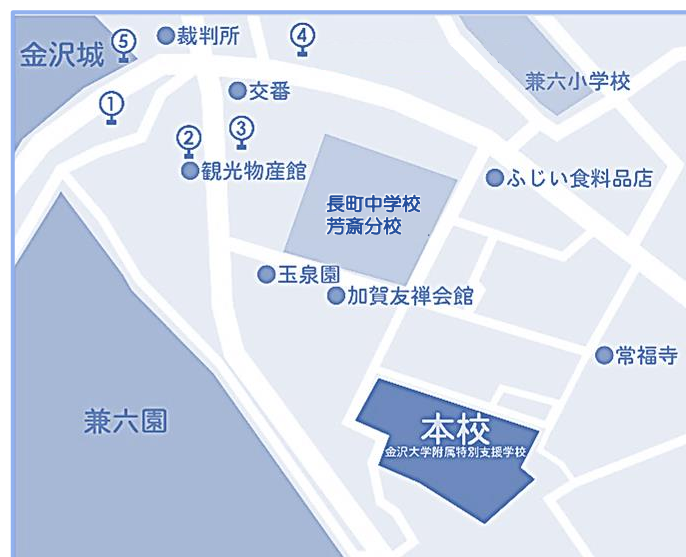 ⑤
裁判所
④
金沢城
兼六小学校
交番
①
③
②
観光物産館
ふじい食料品店
長町中学校
芳斎分校
玉泉園
加賀友禅会館
常福寺
兼六園
本校
金沢大学附属特別支援学校